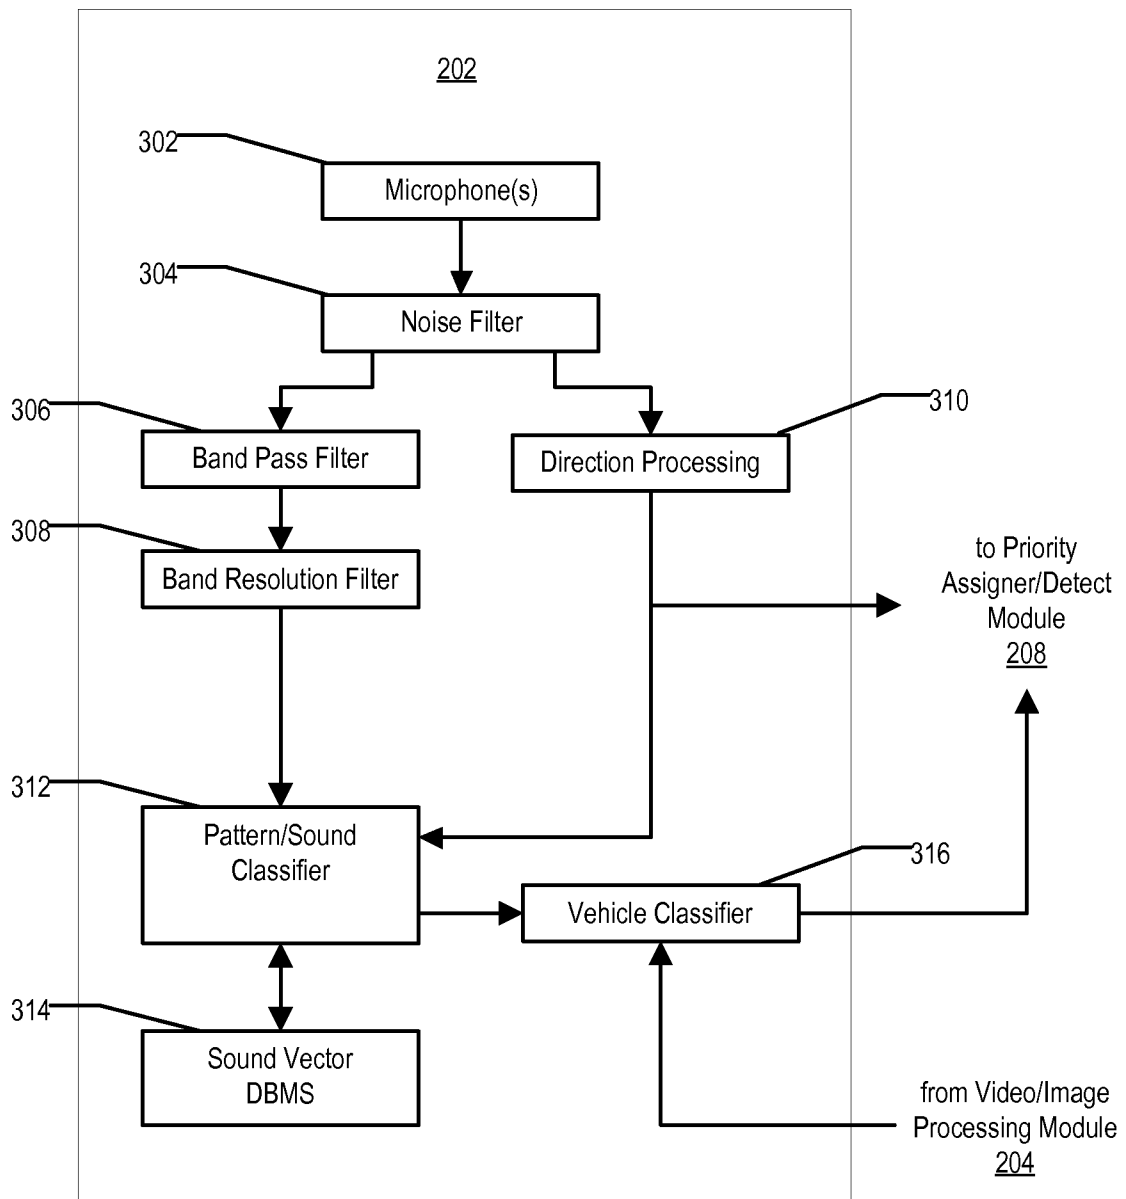 202
302
Microphone(s)
304
Noise Filter
306
Band Pass Filter
310
Direction Processing
308
Band Resolution Filter
to Priority
Assigner/Detect
Module
208
312
Pattern/Sound
Classifier
316
Vehicle Classifier
314
Sound Vector
DBMS
from Video/Image
Processing Module
204